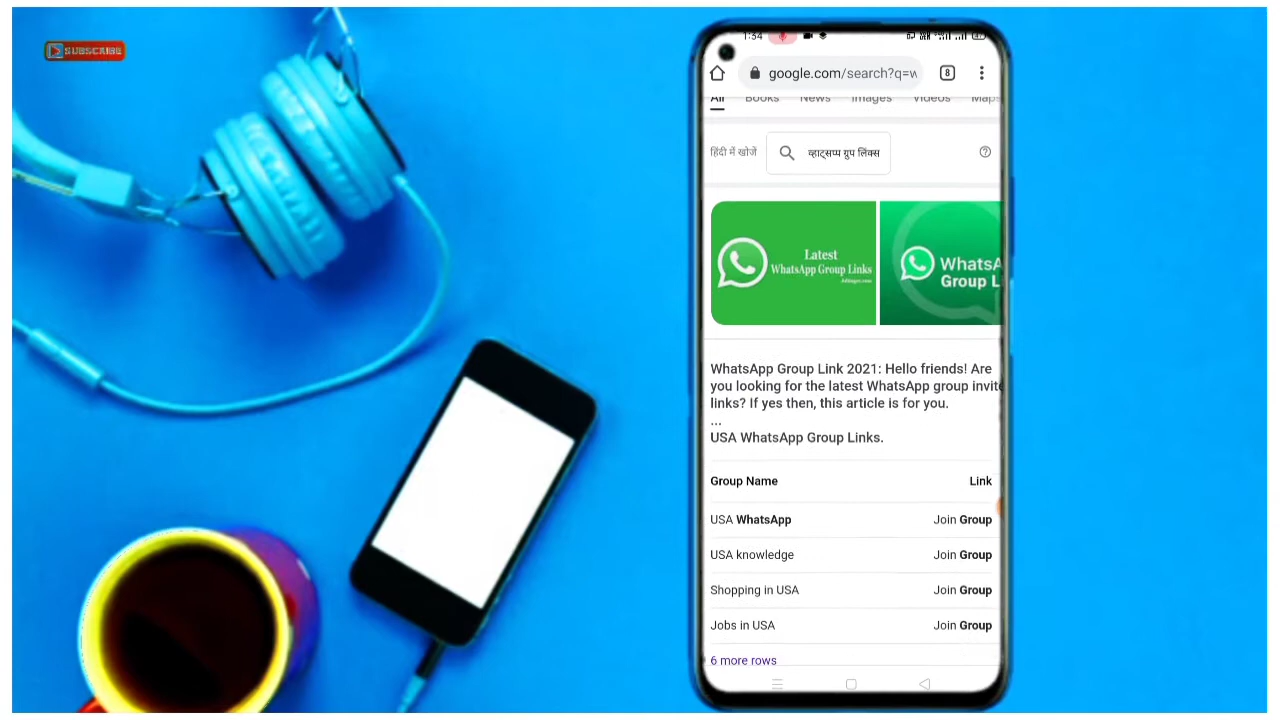 SUBSCRIBE
1:34
google.com/search?q=w
8
All Books News Images Videos Maps
हिंदी में खोजें
व्हाट्सप्प ग्रुप लिंक्स
Latest
WhatsApp Group Links
WhatsA
Group L
WhatsApp Group Link 2021: Hello friends! Are
you looking for the latest WhatsApp group invite
links? If yes then, this article is for you.
...
USA WhatsApp Group Links.
Group Name Link
USA WhatsApp Join Group
USA knowledge Join Group
Shopping in USA Join Group
Jobs in USA Join Group
6 more rows